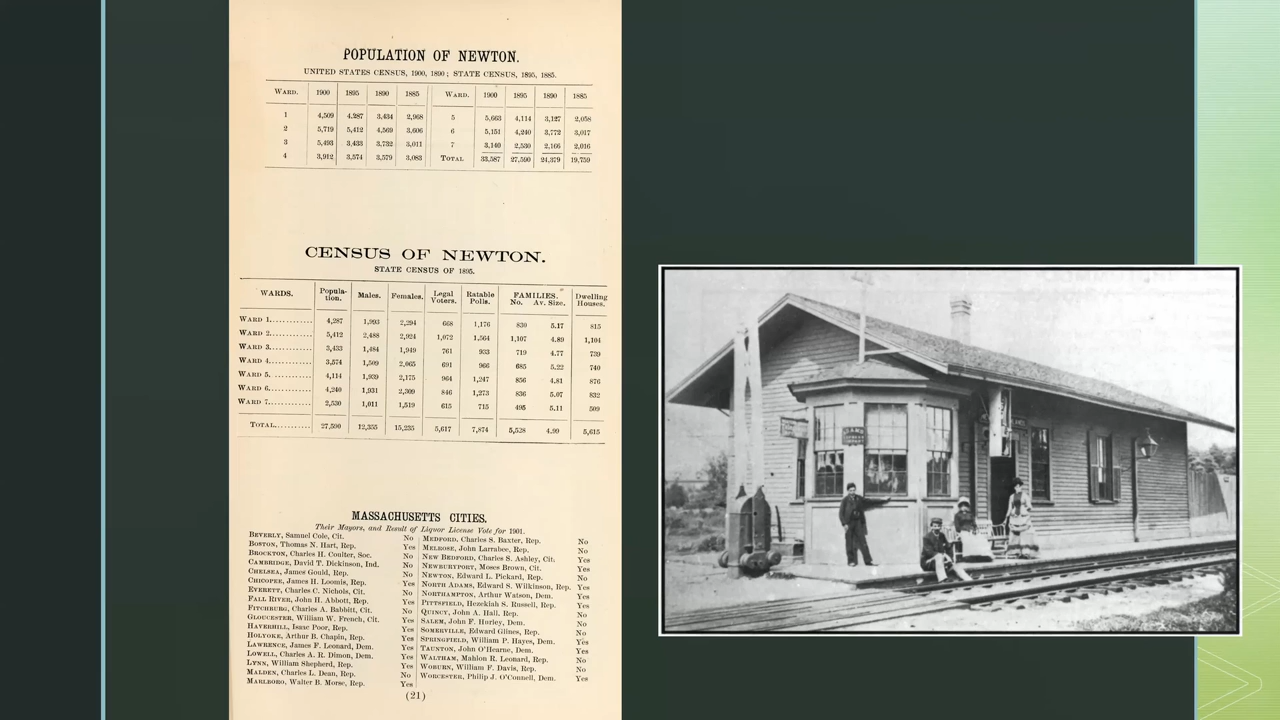 POPULATION OF NEWTON.
UNITED STATES CENSUS, 1900, 1890; STATE CENSUS, 1895, 1885.
WARD. 1900 1895 1890 1885 WARD. 1900 1895 1890 1885
1 4,509 4,287 3,434 2,968 5 5,663 4,114 3,127 2,058
2 5,719 5,412 4,569 3,606 6 5,151 4,240 3,772 3,017
3 5,493 3,433 3,732 3,011 7 3,140 2,530 2,166 2,016
4 3,912 3,574 3,579 3,083 TOTAL 33,587 27,590 24,379 19,759
CENSUS OF NEWTON.
STATE CENSUS OF 1895.
WARDS. Popula-tion. Males. Females. Legal Voters. Ratable Polls. FAMILIES. No. Av. Size. Dwelling Houses.
WARD 1............ 4,287 1,993 2,294 668 1,176 830 5.17 815
WARD 2............ 5,412 2,488 2,924 1,072 1,564 1,107 4.89 1,104
WARD 3............ 3,433 1,484 1,949 761 933 719 4.77 739
WARD 4............ 3,574 1,509 2,065 691 966 685 5.22 740
WARD 5. .......... 4,114 1,939 2,175 964 1,247 856 4.81 876
WARD 6............ 4,240 1,931 2,309 846 1,273 836 5.07 832
WARD 7............ 2,530 1,011 1,519 615 715 495 5.11 509
TOTAL........... 27,590 12,355 15,235 5,617 7,874 5,528 4.99 5,615
MASSACHUSETTS CITIES.
Their Mayors, and Result of Liquor License Vote for 1901.
BEVERLY, Samuel Cole, Cit. No
BOSTON, Thomas N. Hart, Rep. Yes
BROCKTON, Charles H. Coulter, Soc. No
CAMBRIDGE, David T. Dickinson, Ind. No
CHELSEA, James Gould, Rep. No
CHICOPEE, James H. Loomis, Rep. Yes
EVERETT, Charles C. Nichols, Cit. No
FALL RIVER, John H. Abbott, Rep. Yes
FITCHBURG, Charles A. Babbitt, Cit. No
GLOUCESTER, William W. French, Cit. Yes
HAVERHILL, Isaac Poor, Rep. Yes
HOLYOKE, Arthur B. Chapin, Rep. Yes
LAWRENCE, James F. Leonard, Dem. Yes
LOWELL, Charles A. R. Dimon, Dem. Yes
LYNN, William Shepherd, Rep. Yes
MALDEN, Charles L. Dean, Rep. No
MARLBORO, Walter B. Morse, Rep. Yes
MEDFORD, Charles S. Baxter, Rep. No
MELROSE, John Larrabee, Rep. No
NEW BEDFORD, Charles S. Ashley, Cit. Yes
NEWBURYPORT, Moses Brown, Cit. Yes
NEWTON, Edward L. Pickard, Rep. No
NORTH ADAMS, Edward S. Wilkinson, Rep. Yes
NORTHAMPTON, Arthur Watson, Dem. Yes
PITTSFIELD, Hezekiah S. Russell, Rep. Yes
QUINCY, John A. Hall, Rep. No
SALEM, John F. Hurley, Dem. No
SOMERVILLE, Edward Glines, Rep. No
SPRINGFIELD, William P. Hayes, Dem. Yes
TAUNTON, John O'Hearne, Dem. Yes
WALTHAM, Mahlon R. Leonard, Rep. No
WOBURN, William F. Davis, Rep. No
WORCESTER, Philip J. O'Connell, Dem. Yes
(21)